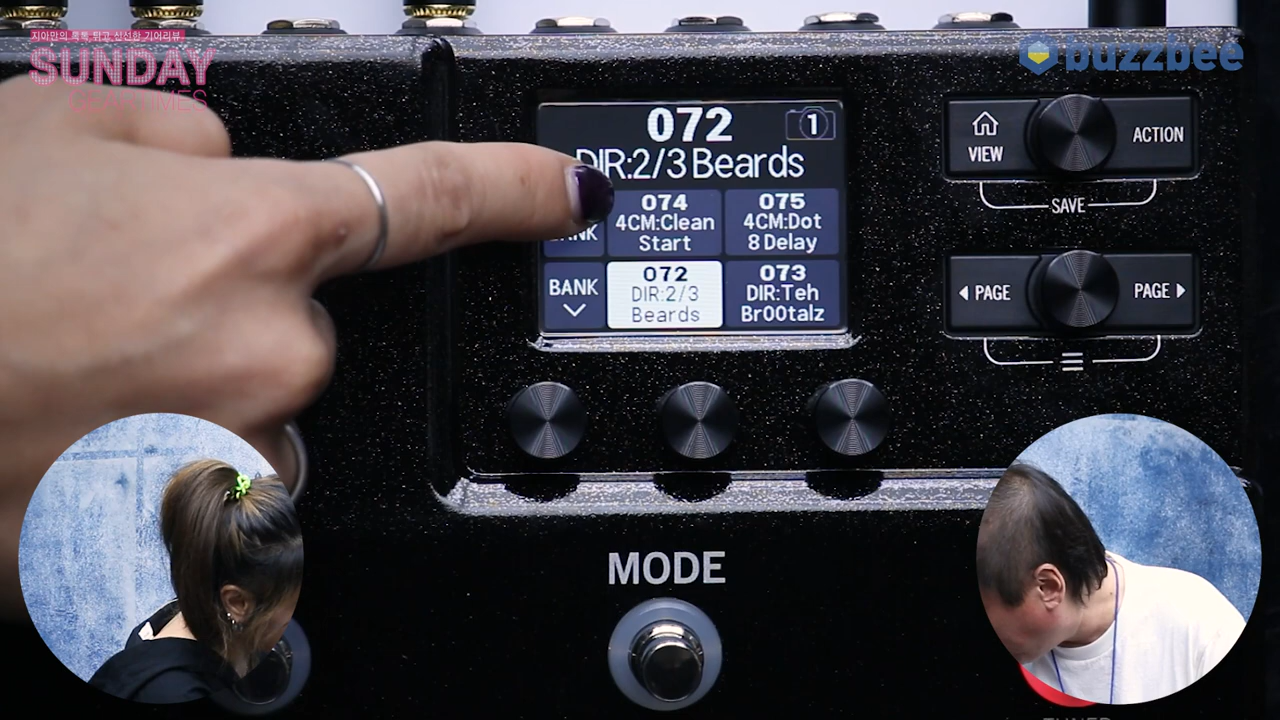 지아만의 톡톡 튀고 신선한 기어리뷰
SUNDAY
GEARTIMES
buzzbee
072
1
DIR:2/3 Beards
074
4CM:Clean
Start
075
4CM:Dot
8 Delay
BANK
072
DIR:2/3
Beards
073
DIR:Teh
Br00talz
VIEW
ACTION
SAVE
PAGE
PAGE
MODE